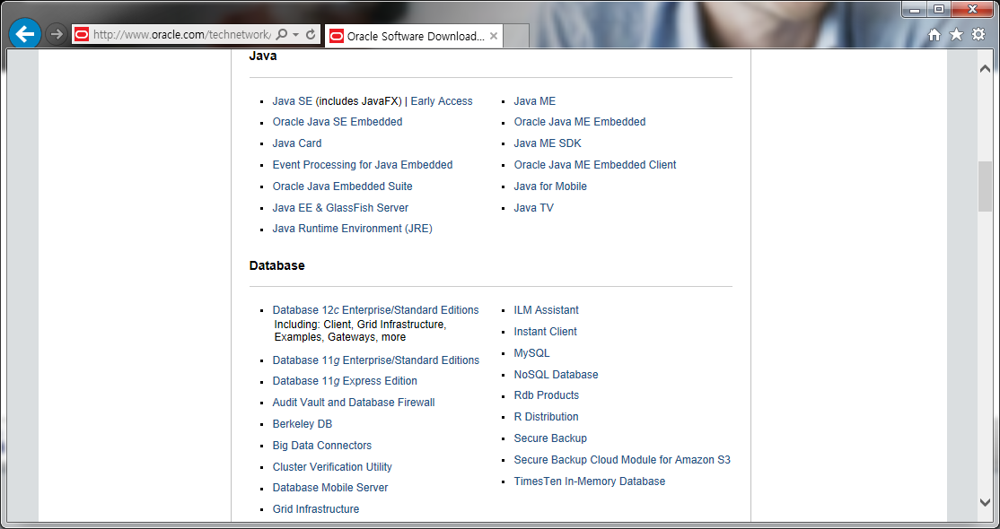 http://www.oracle.com/technetwork/
Oracle Software Download...
Java
Java SE (includes JavaFX) | Early Access
Oracle Java SE Embedded
Java Card
Event Processing for Java Embedded
Oracle Java Embedded Suite
Java EE & GlassFish Server
Java Runtime Environment (JRE)
Java ME
Oracle Java ME Embedded
Java ME SDK
Oracle Java ME Embedded Client
Java for Mobile
Java TV
Database
Database 12c Enterprise/Standard Editions
Including: Client, Grid Infrastructure,
Examples, Gateways, more
Database 11g Enterprise/Standard Editions
Database 11g Express Edition
Audit Vault and Database Firewall
Berkeley DB
Big Data Connectors
Cluster Verification Utility
Database Mobile Server
Grid Infrastructure
ILM Assistant
Instant Client
MySQL
NoSQL Database
Rdb Products
R Distribution
Secure Backup
Secure Backup Cloud Module for Amazon S3
TimesTen In-Memory Database